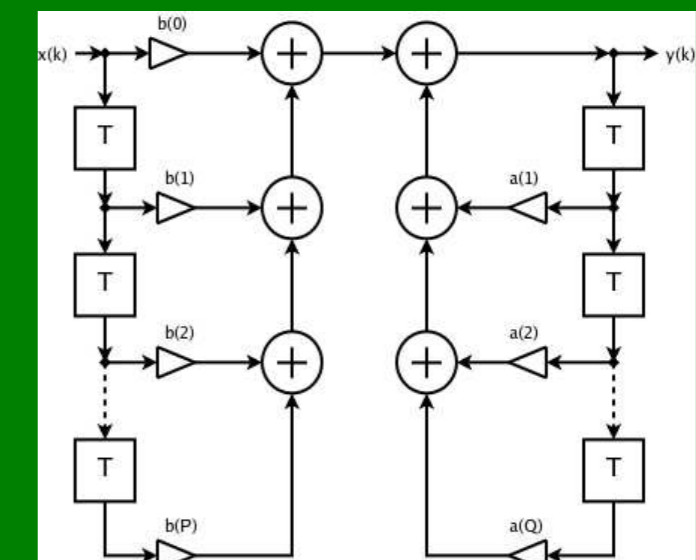 b(0)
x(k) y(k)
T T
b(1) a(1)
T T
b(2) a(2)
T T
b(P) a(Q)